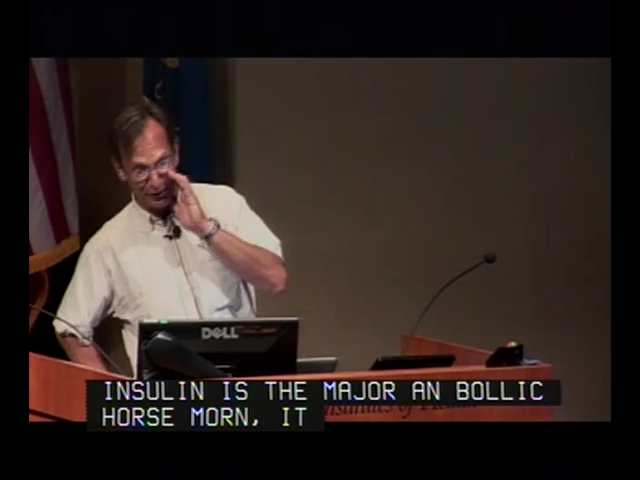 DELL
INSULIN IS THE MAJOR AN BOLLIC
HORSE MORN, IT